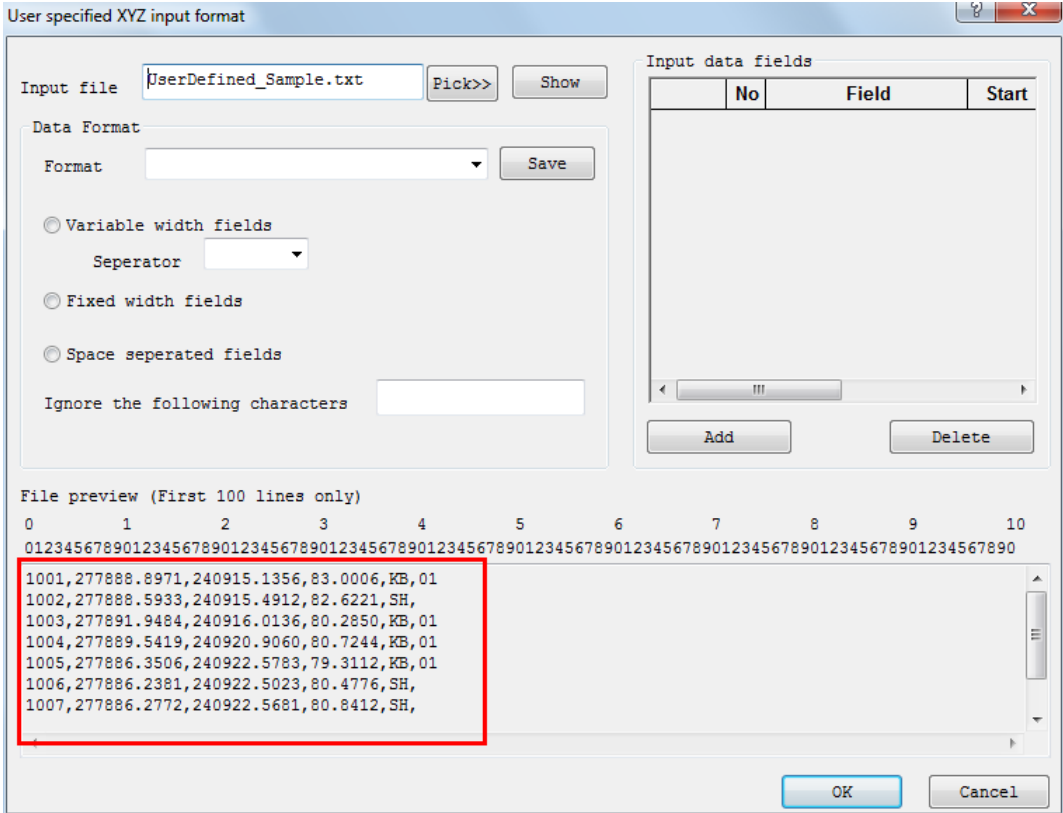 User specified XYZ input format
Input file UserDefined_Sample.txt Pick>> Show
Data Format
Format Save
Variable width fields
Seperator
Fixed width fields
Space seperated fields
Ignore the following characters
Input data fields
No Field Start
Add Delete
File preview (First 100 lines only)
0 1 2 3 4 5 6 7 8 9 10
01234567890123456789012345678901234567890123456789012345678901234567890123456789012345678901234567890
1001,277888.8971,240915.1356,83.0006,KB,01
1002,277888.5933,240915.4912,82.6221,SH,
1003,277891.9484,240916.0136,80.2850,KB,01
1004,277889.5419,240920.9060,80.7244,KB,01
1005,277886.3506,240922.5783,79.3112,KB,01
1006,277886.2381,240922.5023,80.4776,SH,
1007,277886.2772,240922.5681,80.8412,SH,
OK Cancel